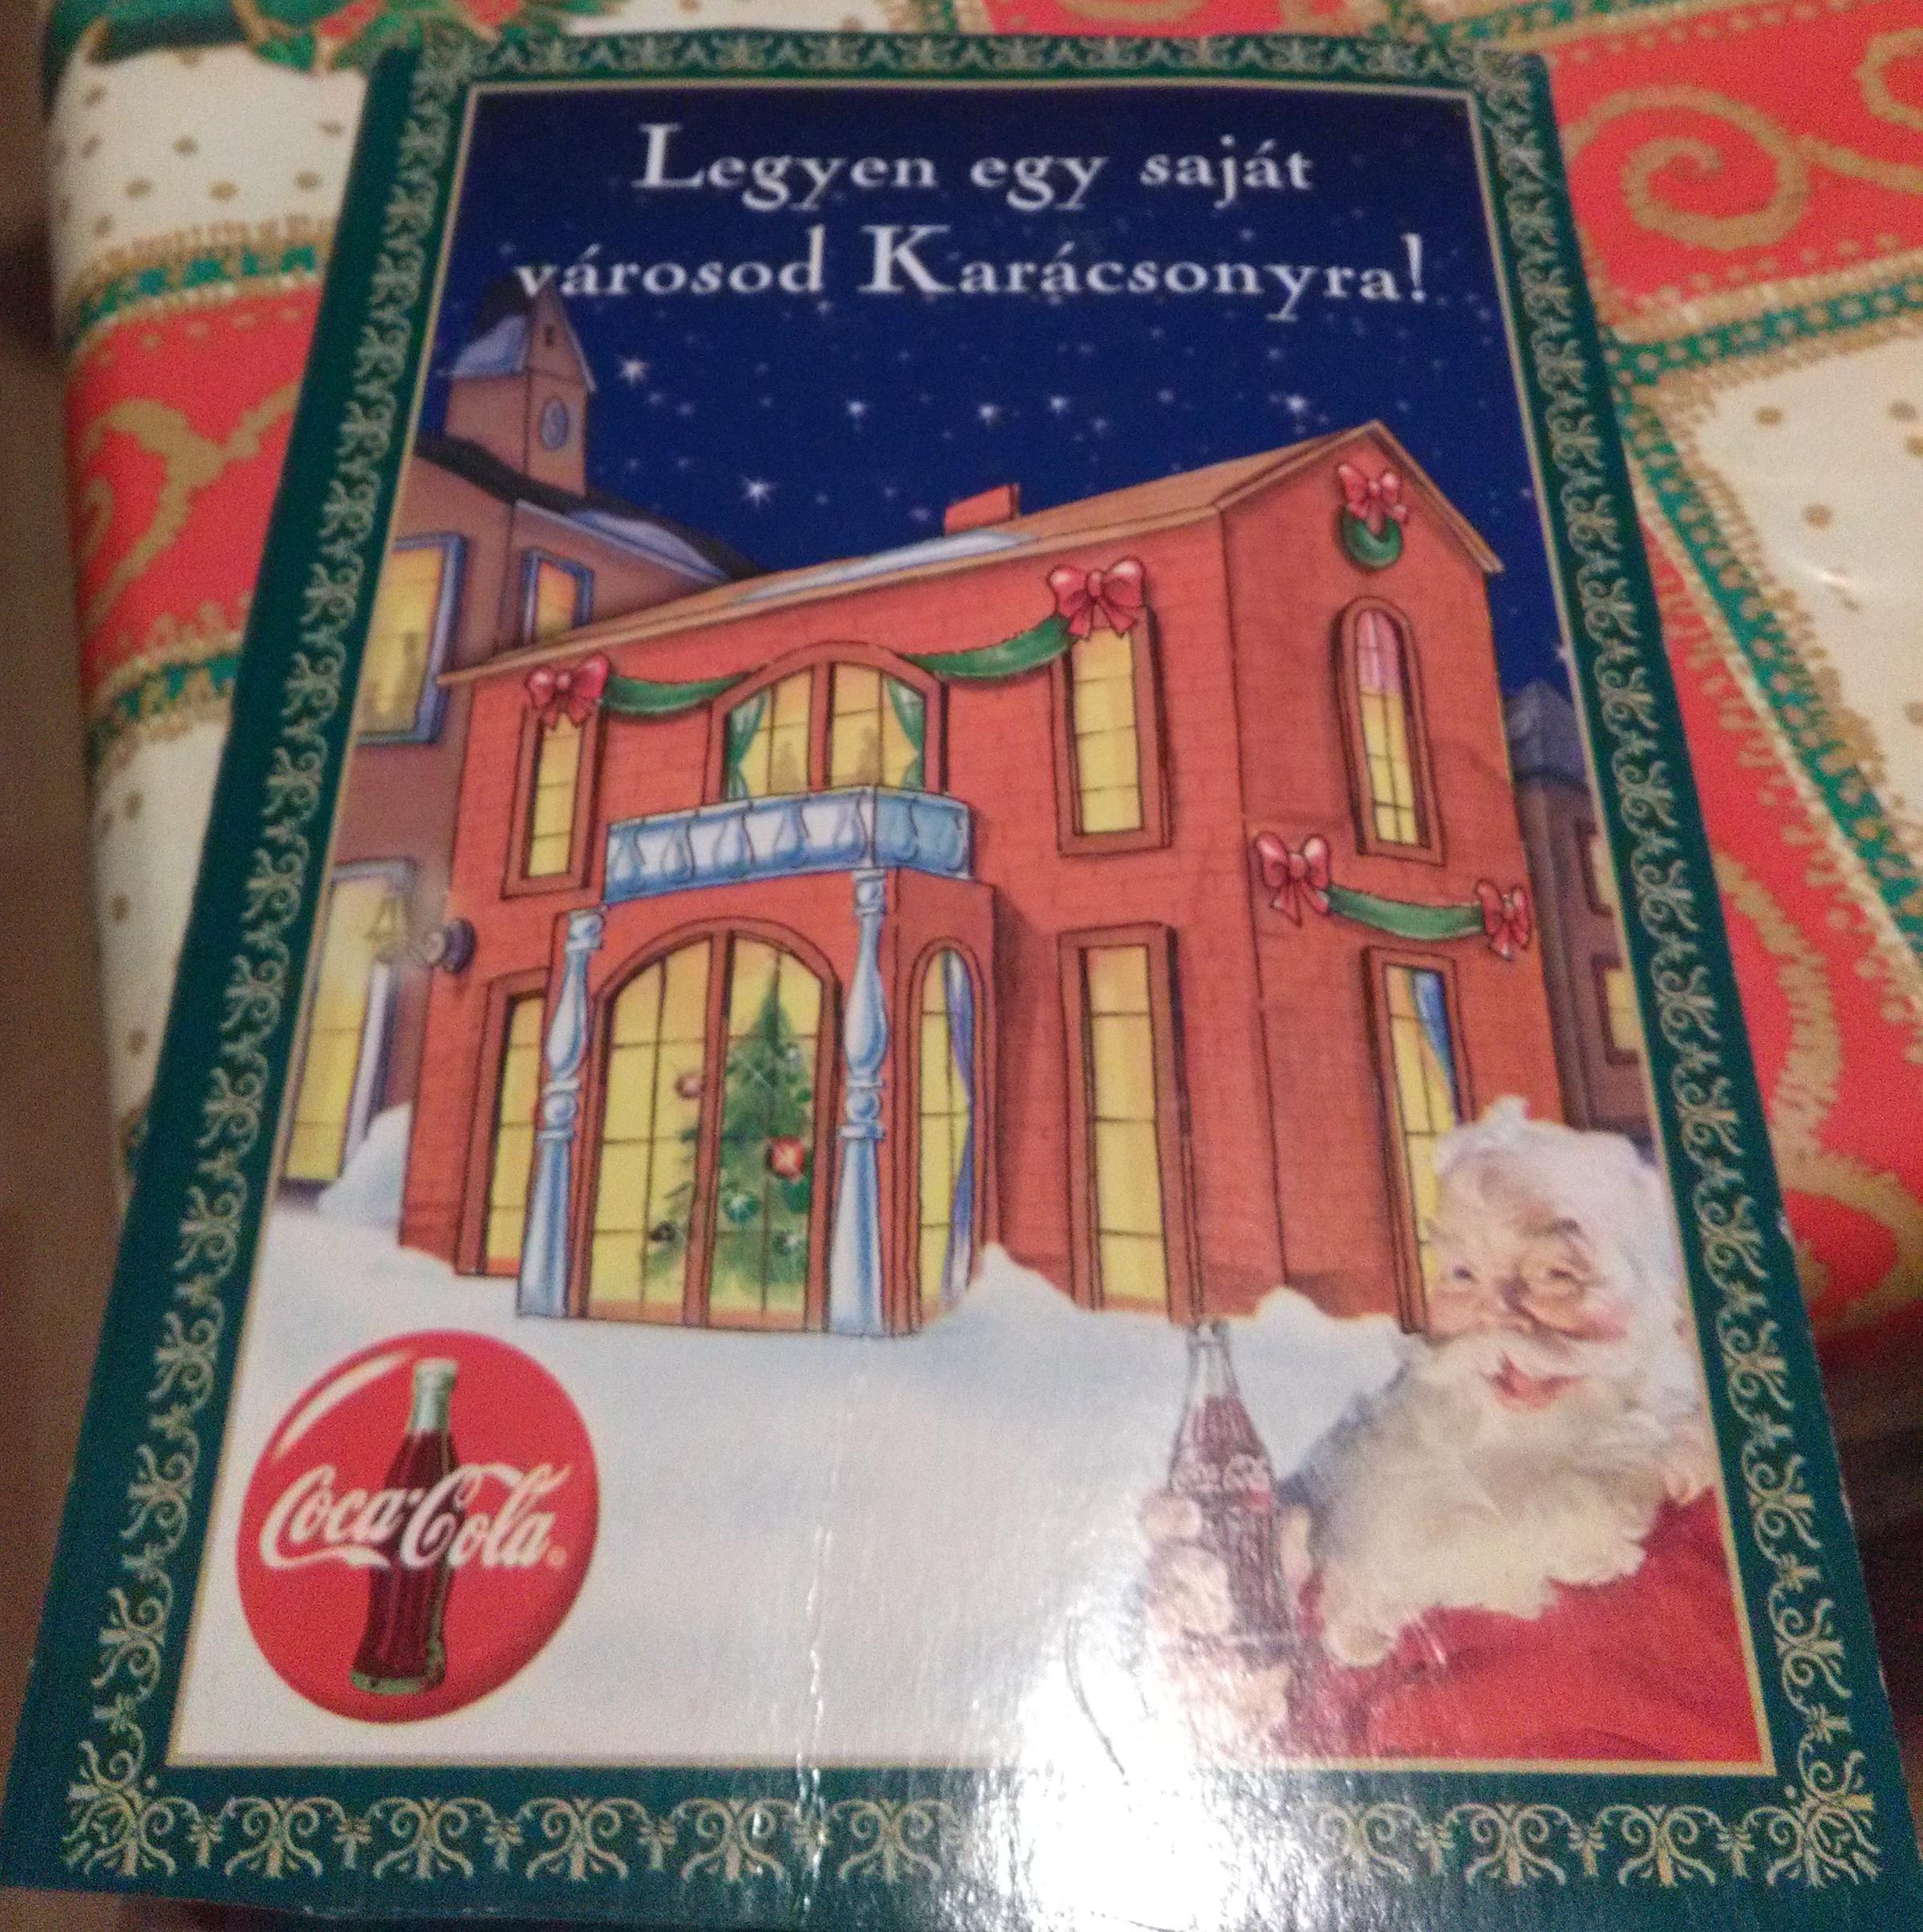 Legyen egy saját
városod Karácsonyra!
Coca-Cola